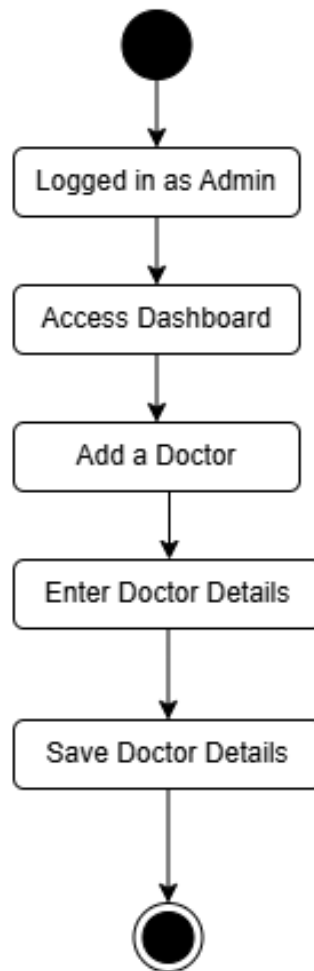 Logged in as Admin
Access Dashboard
Add a Doctor
Enter Doctor Details
Save Doctor Details